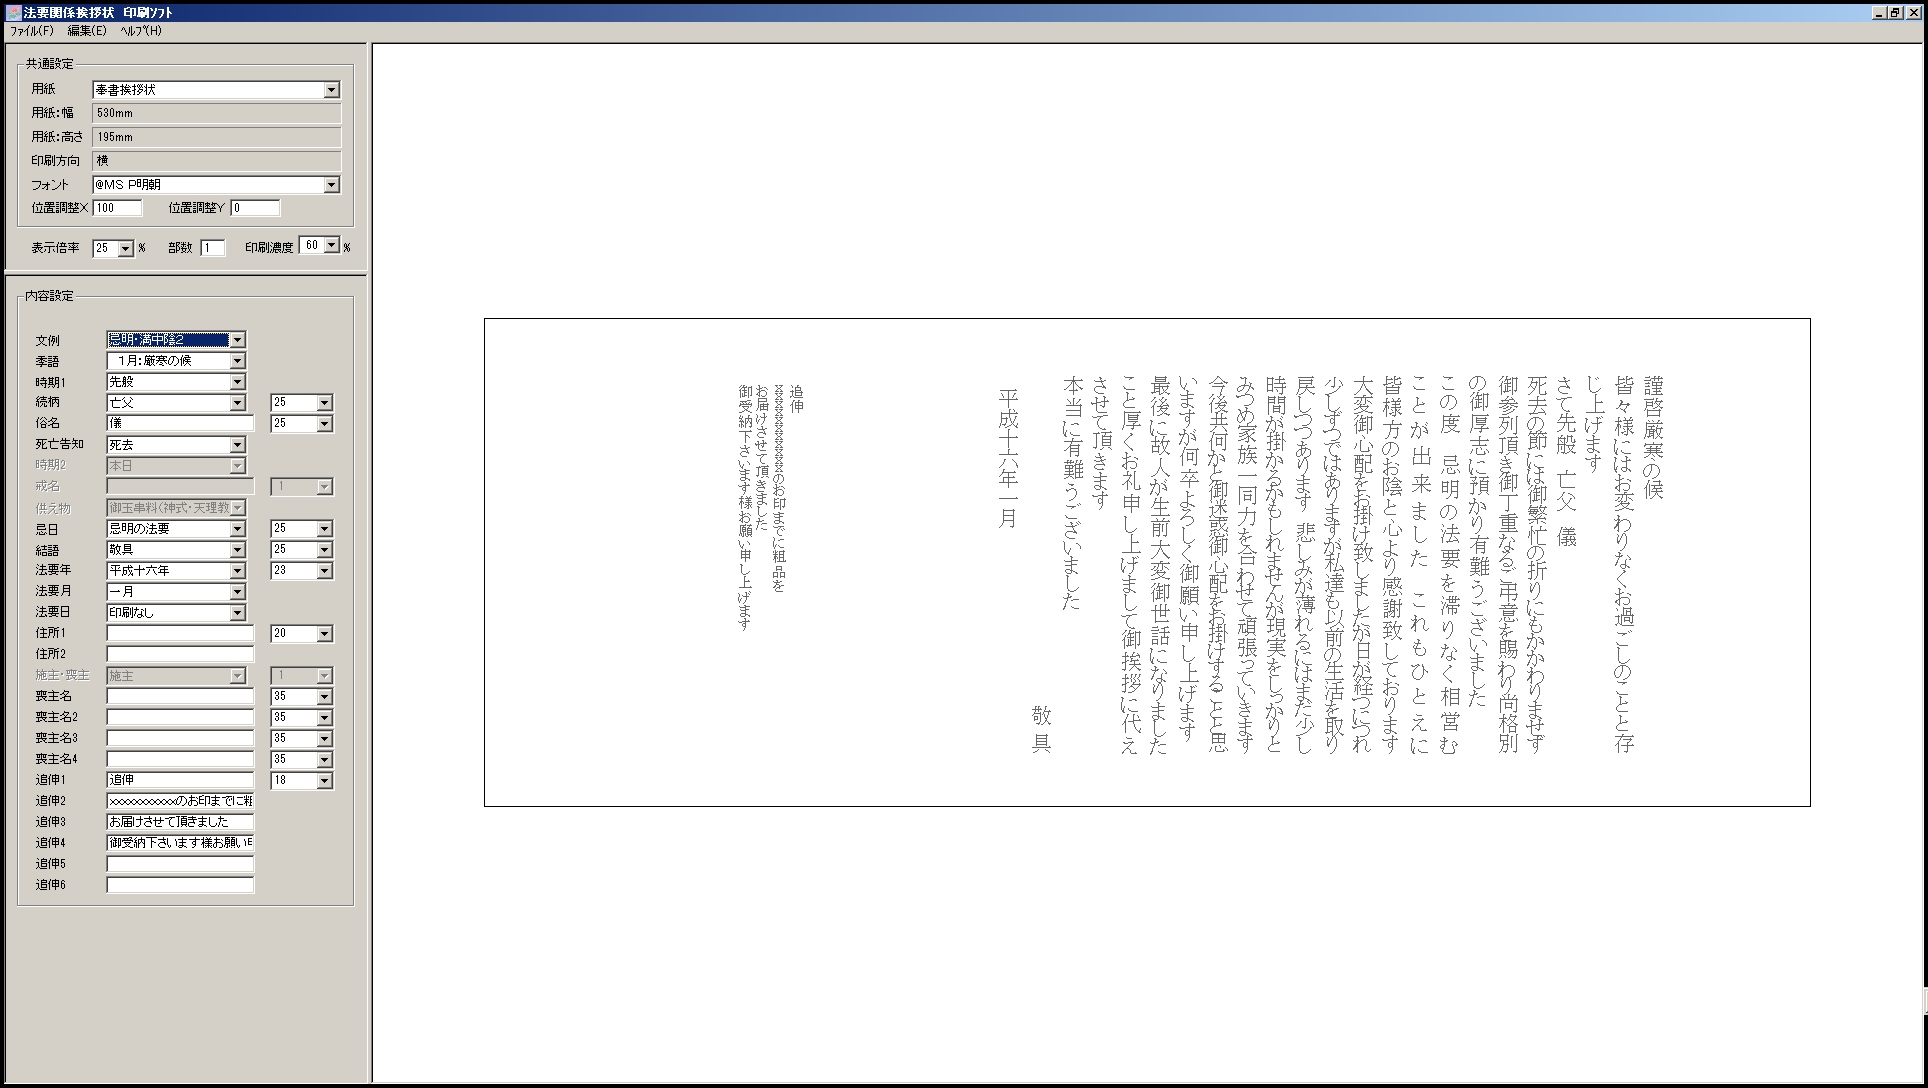 法要関係挨拶状 印刷ソフト
ファイル(F) 編集(E) ヘルプ(H)
共通設定
用紙 奉書挨拶状
用紙:幅 530mm
用紙:高さ 195mm
印刷方向 横
フォント @MS P明朝
位置調整X 100 位置調整Y 0
表示倍率 25 % 部数 1 印刷濃度 60 %
内容設定
文例 忌明・満中陰2
季語 1月:厳寒の候
時期1 先般
続柄 亡父 25
俗名 儀 25
死亡告知 死去
時期2 本日
戒名 1
供え物 御玉串料(神式・天理教
忌日 忌明の法要 25
結語 敬具 25
法要年 平成十六年 23
法要月 一月
法要日 印刷なし
住所1 20
住所2
施主・喪主 施主 1
喪主名 35
喪主名2 35
喪主名3 35
喪主名4 35
追伸1 追伸 18
追伸2 xxxxxxxxxxxのお印までに粗
追伸3 お届けさせて頂きました
追伸4 御受納下さいます様お願い申
追伸5
追伸6
謹啓 厳寒の候
皆々様にはお変わりなくお過ごしのことと存
じ上げます
さて先般 亡父 儀
死去の節には御繁忙の折りにもかかわりませず
御参列頂き御丁重なるご弔意を賜わり尚格別
の御厚志に預かり有難うございました
この度 忌明の法要を滞りなく相営む
ことが出来ました これもひとえに
皆様方のお陰と心より感謝致しております
大変御心配をお掛け致しましたが日が経つにつれ
少しずつではありますが私達も以前の生活を取り
戻しつつあります 悲しみが薄れるにはまだ少し
時間が掛かるかもしれませんが現実をしっかりと
みつめ家族一同力を合わせて頑張っていきます
今後共何かと御迷惑御心配をお掛けすることと思
いますが何卒よろしく御願い申し上げます
最後に故人が生前大変御世話になりました
こと厚くお礼申し上げまして御挨拶に代え
させて頂きます
本当に有難うございました
敬具
平成十六年一月
追伸
xxxxxxxxxxxのお印までに粗品を
お届けさせて頂きました
御受納下さいます様お願い申し上げます